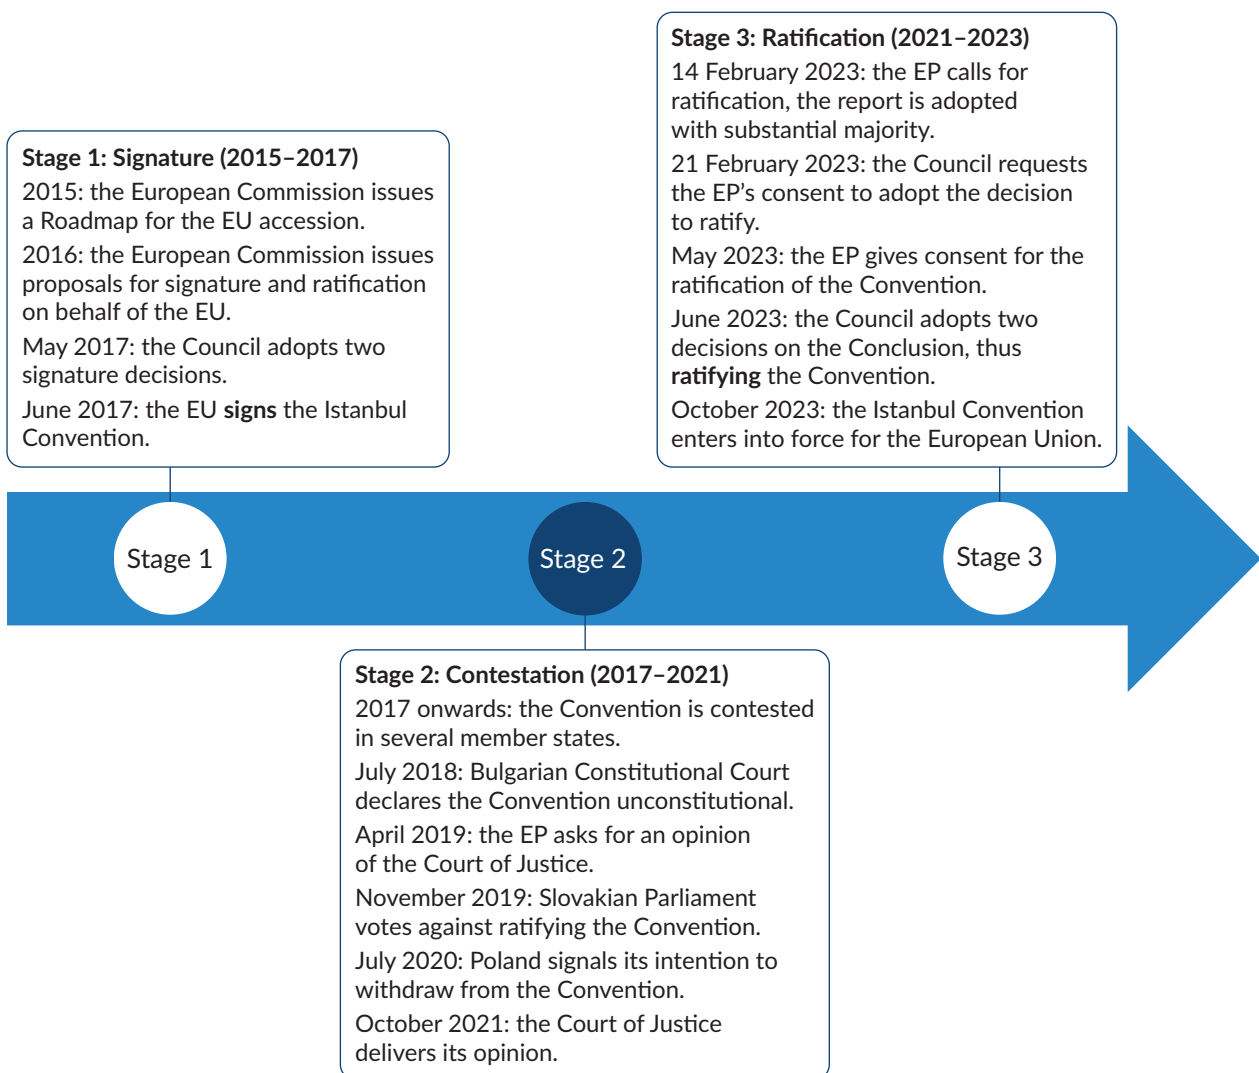 Stage 1: Signature (2015–2017)
2015: the European Commission issues
a Roadmap for the EU accession.
2016: the European Commission issues
proposals for signature and ratification
on behalf of the EU.
May 2017: the Council adopts two
signature decisions.
June 2017: the EU signs the Istanbul
Convention.
Stage 3: Ratification (2021–2023)
14 February 2023: the EP calls for
ratification, the report is adopted
with substantial majority.
21 February 2023: the Council requests
the EP’s consent to adopt the decision
to ratify.
May 2023: the EP gives consent for the
ratification of the Convention.
June 2023: the Council adopts two
decisions on the Conclusion, thus
ratifying the Convention.
October 2023: the Istanbul Convention
enters into force for the European Union.
Stage 1
Stage 2
Stage 3
Stage 2: Contestation (2017–2021)
2017 onwards: the Convention is contested
in several member states.
July 2018: Bulgarian Constitutional Court
declares the Convention unconstitutional.
April 2019: the EP asks for an opinion
of the Court of Justice.
November 2019: Slovakian Parliament
votes against ratifying the Convention.
July 2020: Poland signals its intention to
withdraw from the Convention.
October 2021: the Court of Justice
delivers its opinion.